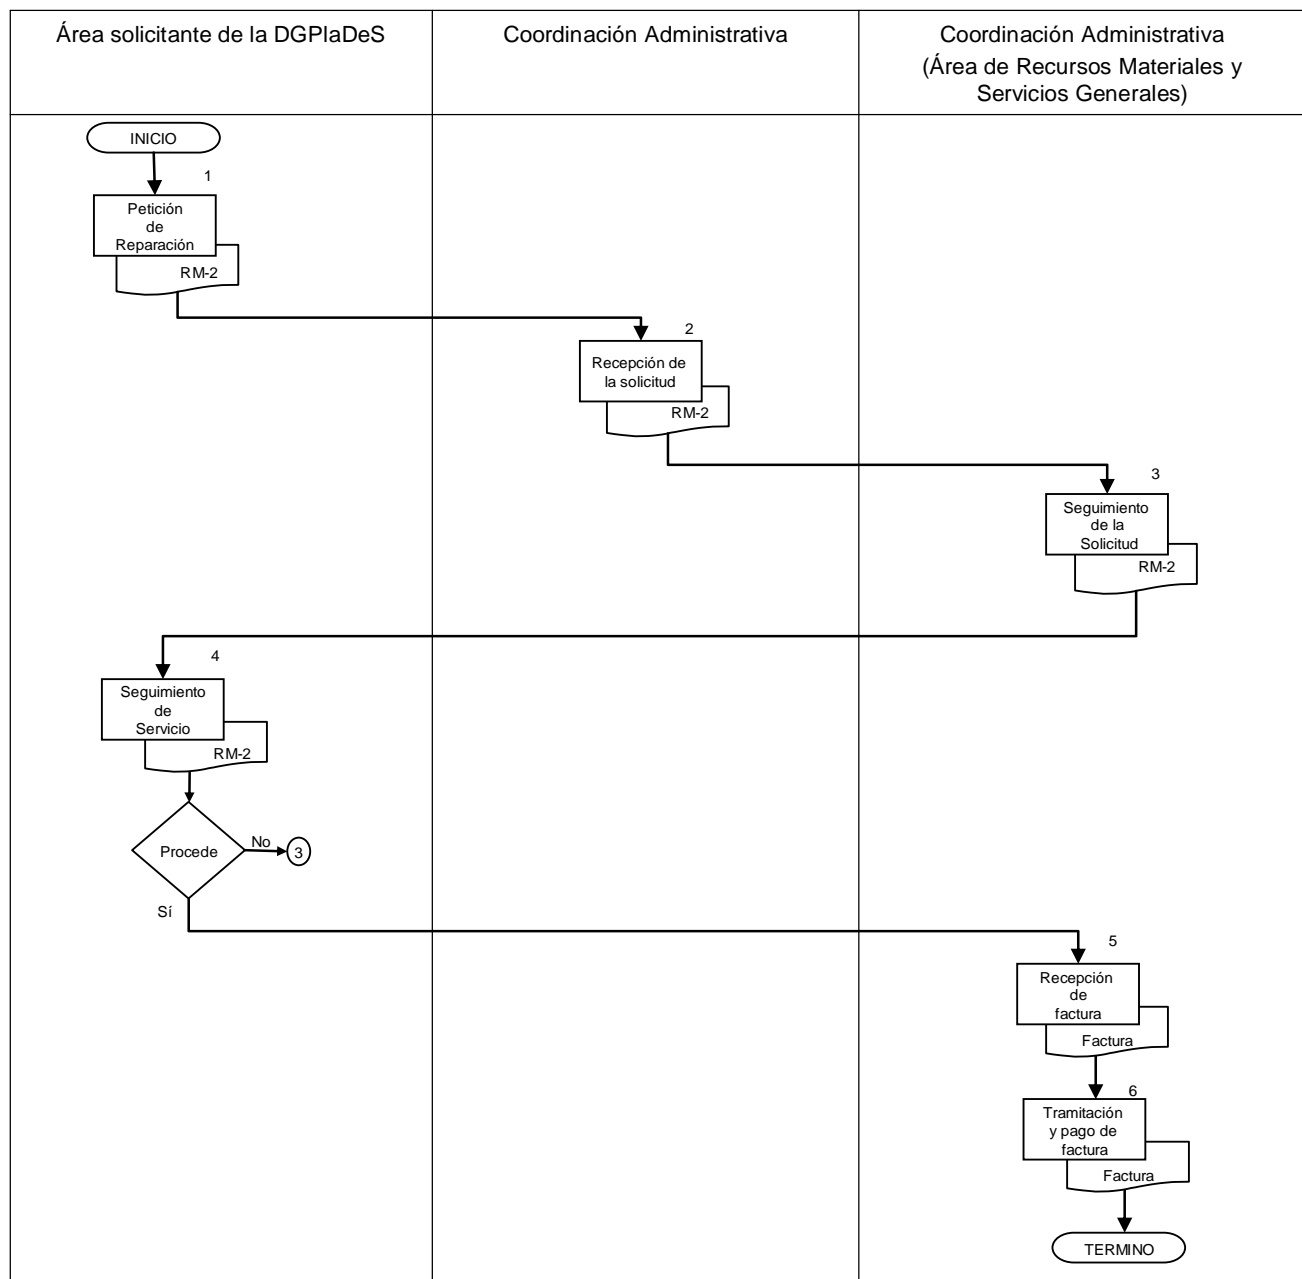 Área solicitante de la DGPlaDeS
Coordinación Administrativa
Coordinación Administrativa
(Área de Recursos Materiales y
Servicios Generales)
INICIO
1
Petición
de
Reparación
RM-2
2
Recepción de
la solicitud
RM-2
3
Seguimiento
de la
Solicitud
RM-2
4
Seguimiento
de
Servicio
RM-2
Procede
No
3
Sí
5
Recepción
de
factura
Factura
6
Tramitación
y pago de
factura
Factura
TERMINO